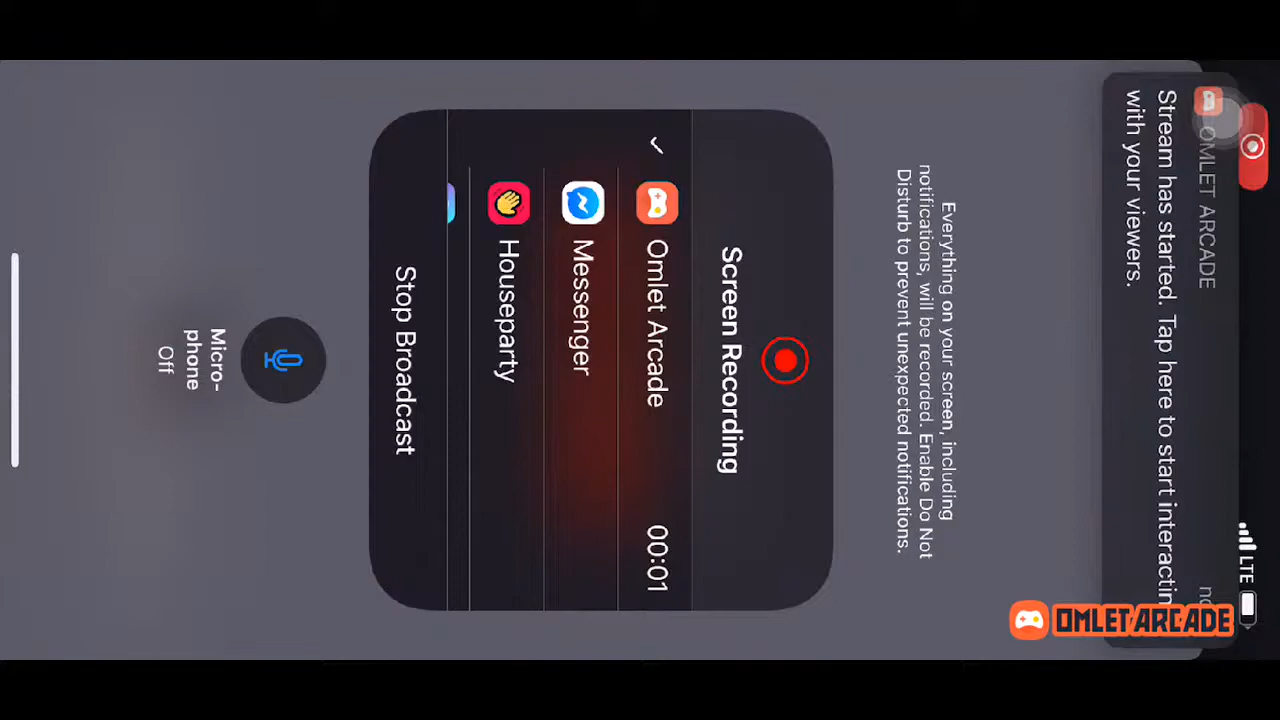 LTE
OMLET ARCADE
Stream has started. Tap here to start interactin
with your viewers.
Everything on your screen, including
notifications, will be recorded. Enable Do Not
Disturb to prevent unexpected notifications.
Screen Recording
Omlet Arcade 00:01
Messenger
Houseparty
Stop Broadcast
Micro-
phone
Off
OMLET ARCADE